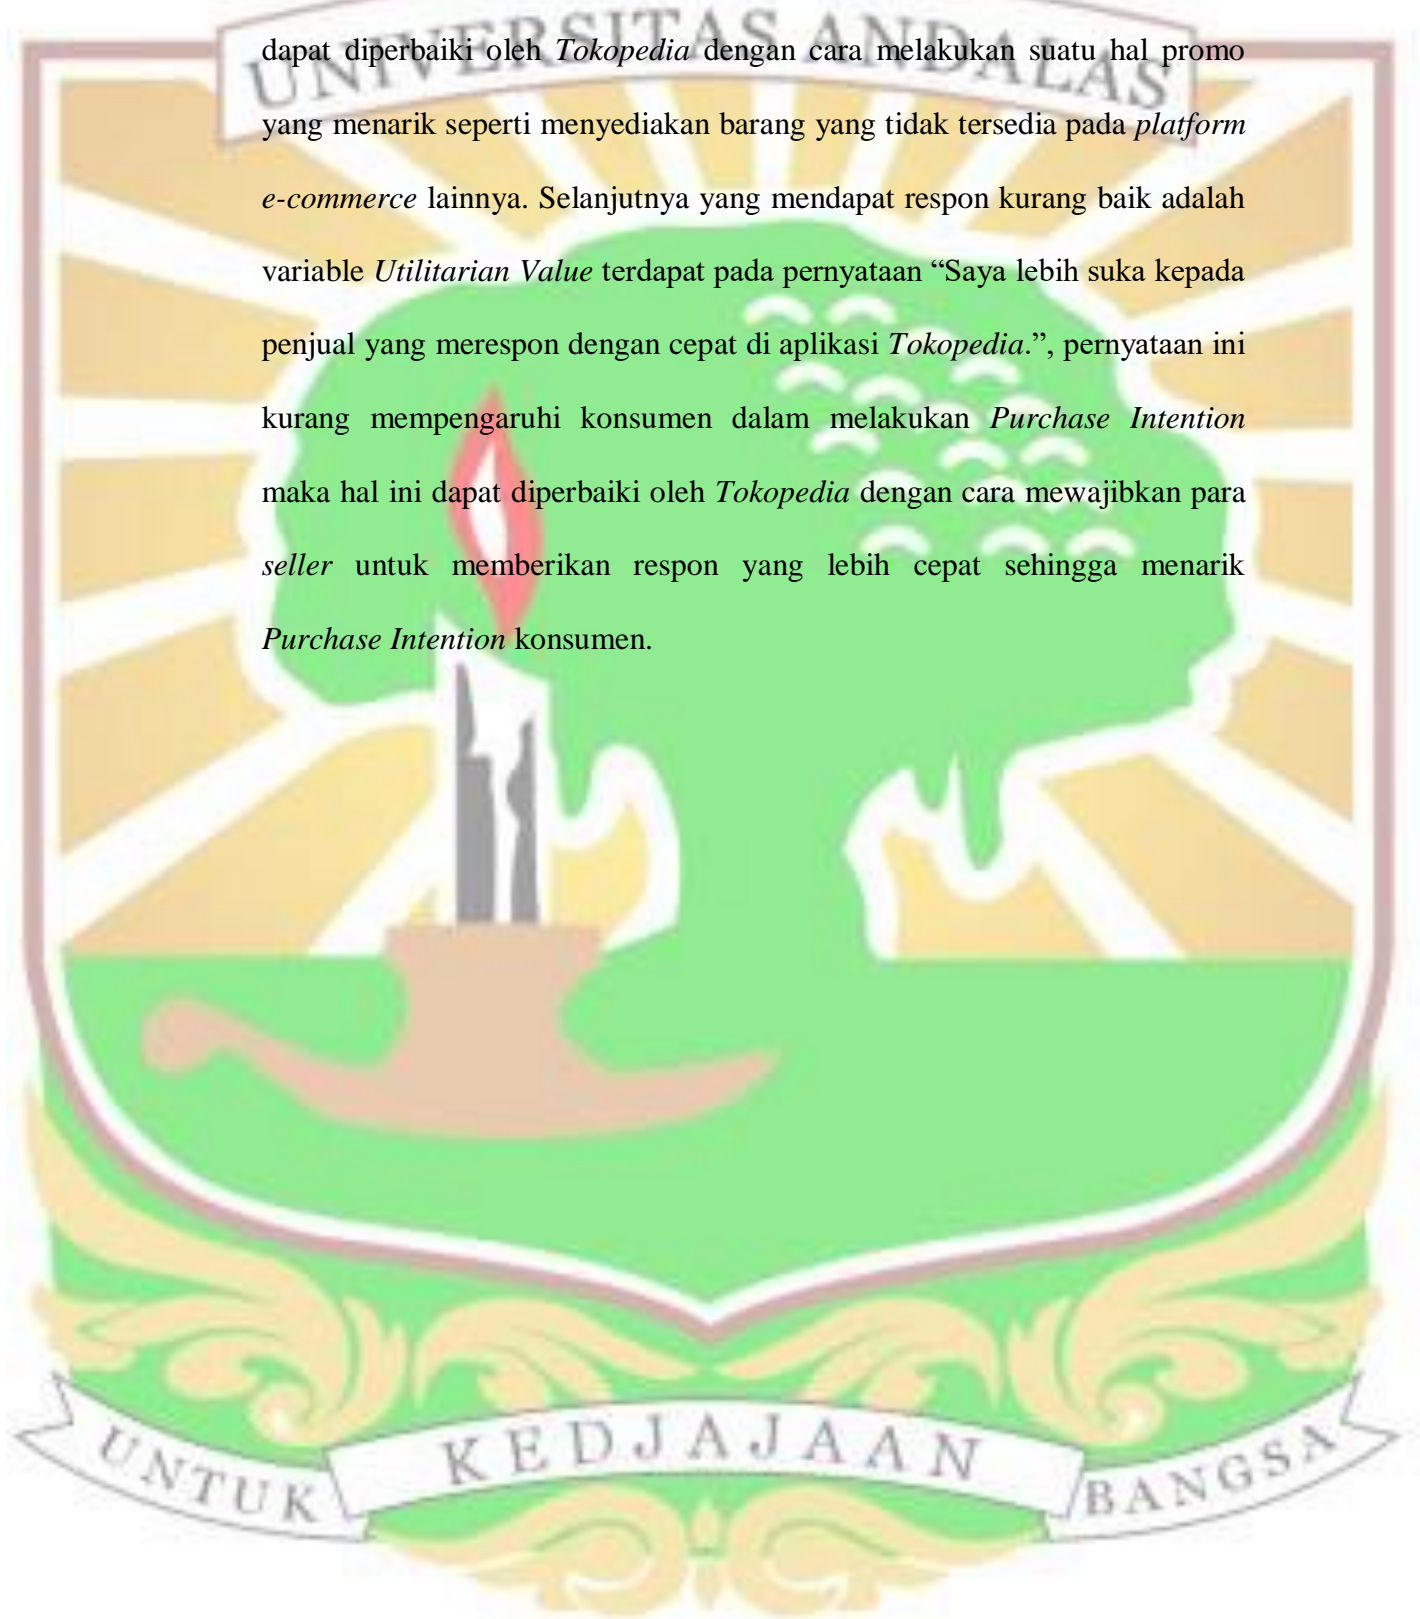 UNIVERSITAS ANDALAS
dapat diperbaiki oleh Tokopedia dengan cara melakukan suatu hal promo
yang menarik seperti menyediakan barang yang tidak tersedia pada platform
e-commerce lainnya. Selanjutnya yang mendapat respon kurang baik adalah
variable Utilitarian Value terdapat pada pernyataan “Saya lebih suka kepada
penjual yang merespon dengan cepat di aplikasi Tokopedia.”, pernyataan ini
kurang mempengaruhi konsumen dalam melakukan Purchase Intention
maka hal ini dapat diperbaiki oleh Tokopedia dengan cara mewajibkan para
seller untuk memberikan respon yang lebih cepat sehingga menarik
Purchase Intention konsumen.
UNTUK KEDJAJAAN BANGSA